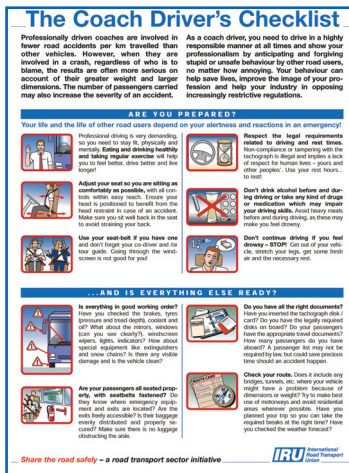 The Coach Driver's Checklist
Professionally driven coaches are involved in
fewer road accidents per km travelled than
other vehicles. However, when they are
involved in a crash, regardless of who is to
blame, the results are often more serious on
account of their greater weight and larger
dimensions. The number of passengers carried
may also increase the severity of an accident.
As a coach driver, you need to drive in a highly
responsible manner at all times and show your
professionalism by anticipating and forgiving
stupid or unsafe behaviour by other road users,
no matter how annoying. Your behaviour can
help save lives, improve the image of your pro-
fession and help your industry in opposing
increasingly restrictive regulations.
ARE YOU PREPARED?
Your life and the life of other road users depend on your alertness and reactions in an emergency!
Professional driving is very demanding,
so you need to stay fit, physically and
mentally. Eating and drinking healthily
and taking regular exercise will help
you to feel better, drive better and live
longer!
Adjust your seat so you are sitting as
comfortably as possible, with all con-
trols within easy reach. Ensure your
head is positioned to benefit from the
head restraint in case of an accident.
Make sure you sit well back in the seat
to avoid straining your back.
Use your seat-belt if you have one
and don't forget your co-driver and /or
tour guide. Going through the wind-
screen is not good for you!
Respect the legal requirements
related to driving and rest times.
Non-compliance or tampering with the
tachograph is illegal and implies a lack
of respect for human lives – yours and
other peoples'. Use your rest hours...
to rest!
Don't drink alcohol before and dur-
ing driving or take any kind of drugs
or medication which may impair
your driving skills. Avoid heavy meals
before and during driving, as these may
make you feel drowsy.
Don't continue driving if you feel
drowsy – STOP! Get out of your vehi-
cle, stretch your legs, get some fresh
air and the necessary rest.
...AND IS EVERYTHING ELSE READY?
Is everything in good working order?
Have you checked the brakes, tyres
(pressure and tread depth), coolant and
oil? What about the mirrors, windows
(can you see clearly?), windscreen
wipers, lights, indicators? How about
special equipment like extinguishers
and snow chains? Is there any visible
damage and is the vehicle clean?
Are your passengers all seated prop-
erly, with seatbelts fastened? Do
they know where emergency equip-
ment and exits are located? Are the
exits freely accessible? Is their baggage
evenly distributed and properly se-
cured? Make sure there is no luggage
obstructing the aisle.
Do you have all the right documents?
Have you inserted the tachograph disk /
card? Do you have the legally required
disks on board? Do your passengers
have the appropriate travel documents?
How many passengers do you have
aboard? A passenger list may not be
required by law, but could save precious
time should an accident happen.
Check your route. Does it include any
bridges, tunnels, etc. where your vehicle
might have a problem because of
dimensions or weight? Try to make best
use of motorways and avoid residential
areas wherever possible. Have you
planned your trip so you can take the
required breaks at the right time? Have
you checked the weather forecast?
Share the road safely – a road transport sector initiative
IRU International
Road Transport
Union